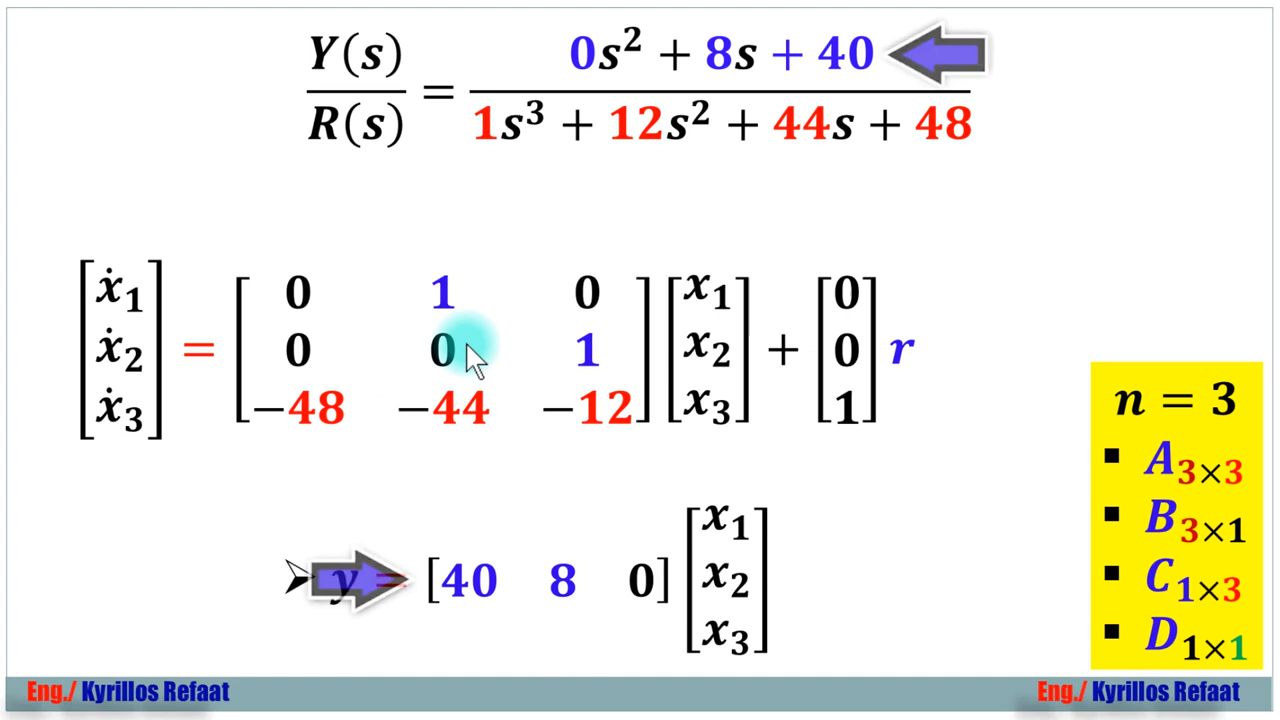 Y(s)/R(s) = (0s² + 8s + 40)/(1s³ + 12s² + 44s + 48)
[ẋ₁ ẋ₂ ẋ₃] = [0 1 0; 0 0 1; −48 −44 −12] [x₁ x₂ x₃] + [0 0 1] r
n = 3
▪ A₃×₃
▪ B₃×₁
▪ C₁×₃
▪ D₁×₁
➢ y = [40 8 0] [x₁ x₂ x₃]
Eng./ Kyrillos Refaat
Eng./ Kyrillos Refaat